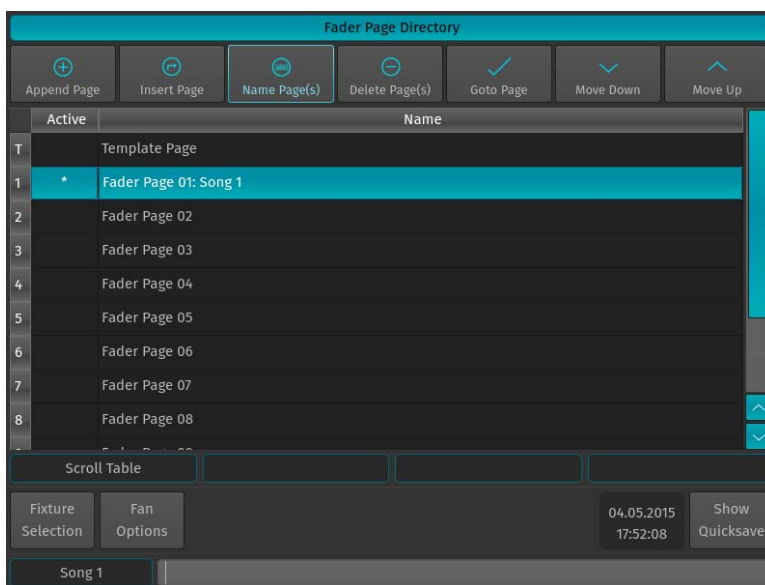 Fader Page Directory
Append Page Insert Page Name Page(s) Delete Page(s) Goto Page Move Down Move Up
Active Name
T Template Page
1 * Fader Page 01: Song 1
2 Fader Page 02
3 Fader Page 03
4 Fader Page 04
5 Fader Page 05
6 Fader Page 06
7 Fader Page 07
8 Fader Page 08
Scroll Table
Fixture Selection Fan Options 04.05.2015 17:52:08 Show Quicksave
Song 1